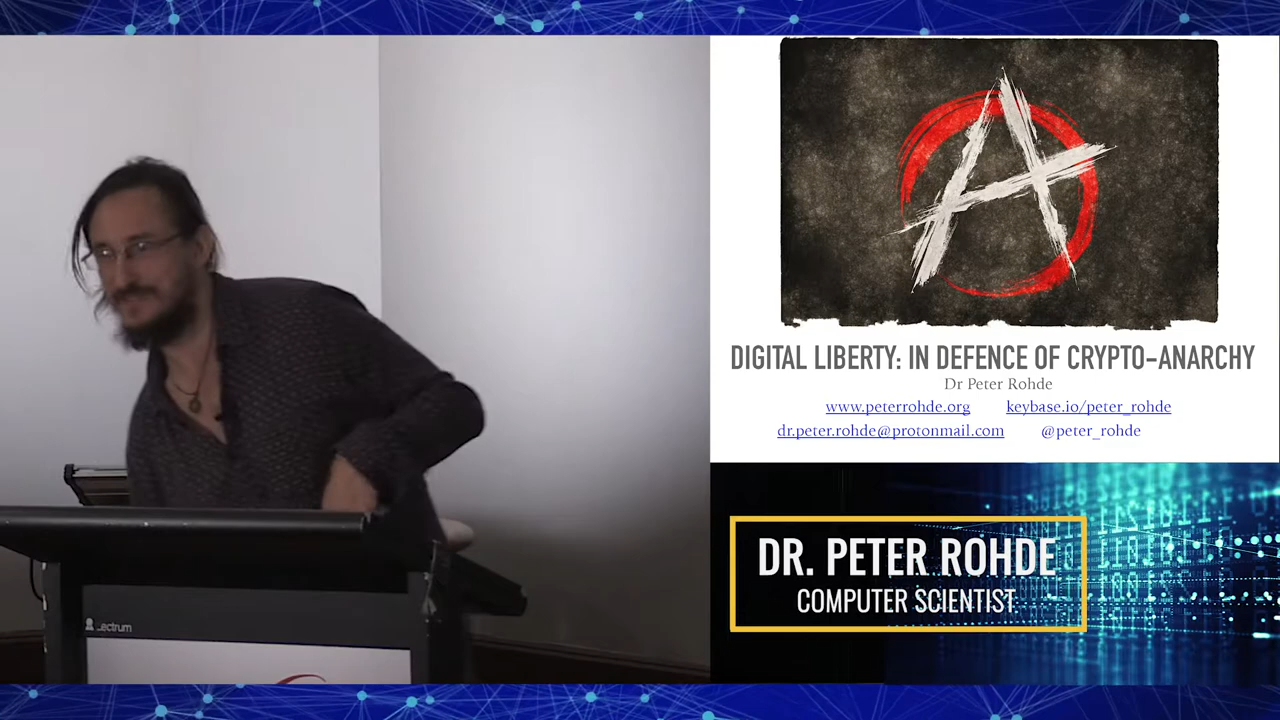 DIGITAL LIBERTY: IN DEFENCE OF CRYPTO-ANARCHY
Dr Peter Rohde
www.peterrohde.org keybase.io/peter_rohde
dr.peter.rohde@protonmail.com @peter_rohde
DR. PETER ROHDE
COMPUTER SCIENTIST